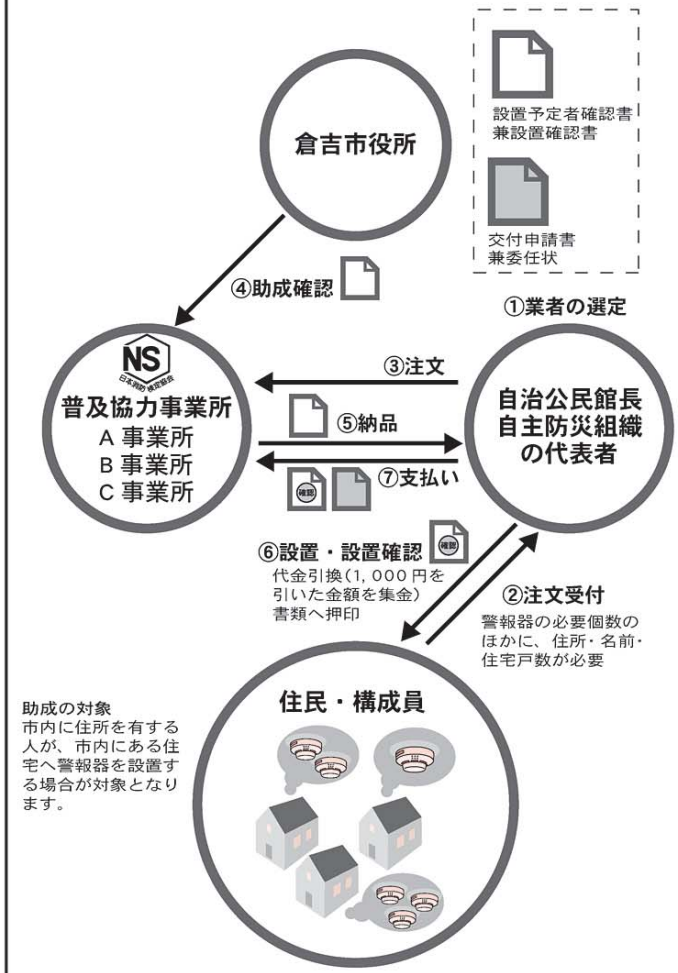 倉吉市役所
設置予定者確認書
兼設置確認書
交付申請書
兼委任状
④助成確認
①業者の選定
NS
日本消防検定協会
普及協力事業所
A 事業所
B 事業所
C 事業所
③注文
⑤納品
⑦支払い
確認
自治公民館長
自主防災組織
の代表者
⑥設置・設置確認
確認
代金引換(1,000 円を
引いた金額を集金)
書類へ押印
②注文受付
警報器の必要個数の
ほかに、住所・名前・
住宅戸数が必要
助成の対象
市内に住所を有する
人が、市内にある住
宅へ警報器を設置す
る場合が対象となり
ます。
住民・構成員